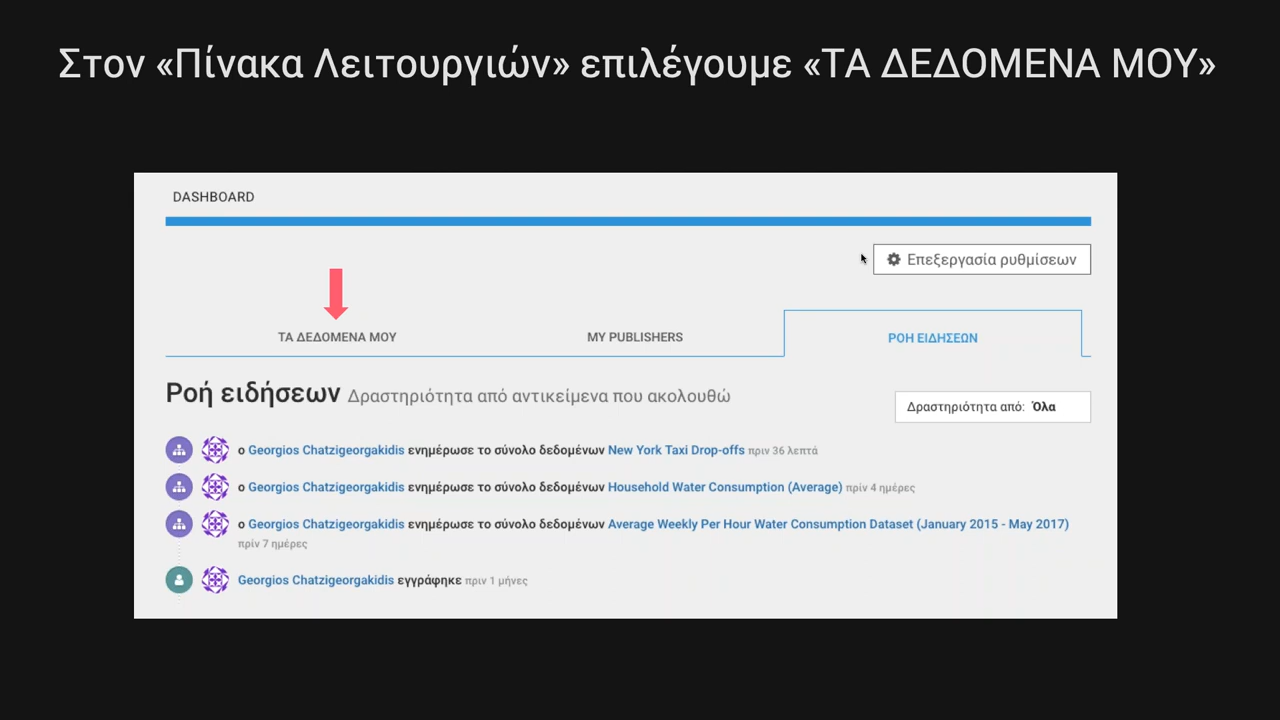 Στον «Πίνακα Λειτουργιών» επιλέγουμε «ΤΑ ΔΕΔΟΜΕΝΑ ΜΟΥ»
DASHBOARD
Επεξεργασία ρυθμίσεων
ΤΑ ΔΕΔΟΜΕΝΑ ΜΟΥ
MY PUBLISHERS
ΡΟΗ ΕΙΔΗΣΕΩΝ
Ροή ειδήσεων Δραστηριότητα από αντικείμενα που ακολουθώ
Δραστηριότητα από: Όλα
ο Georgios Chatzigeorgakidis ενημέρωσε το σύνολο δεδομένων New York Taxi Drop-offs πριν 36 λεπτά
ο Georgios Chatzigeorgakidis ενημέρωσε το σύνολο δεδομένων Household Water Consumption (Average) πρίν 4 ημέρες
ο Georgios Chatzigeorgakidis ενημέρωσε το σύνολο δεδομένων Average Weekly Per Hour Water Consumption Dataset (January 2015 - May 2017)
πρίν 7 ημέρες
Georgios Chatzigeorgakidis εγγράφηκε πριν 1 μήνες